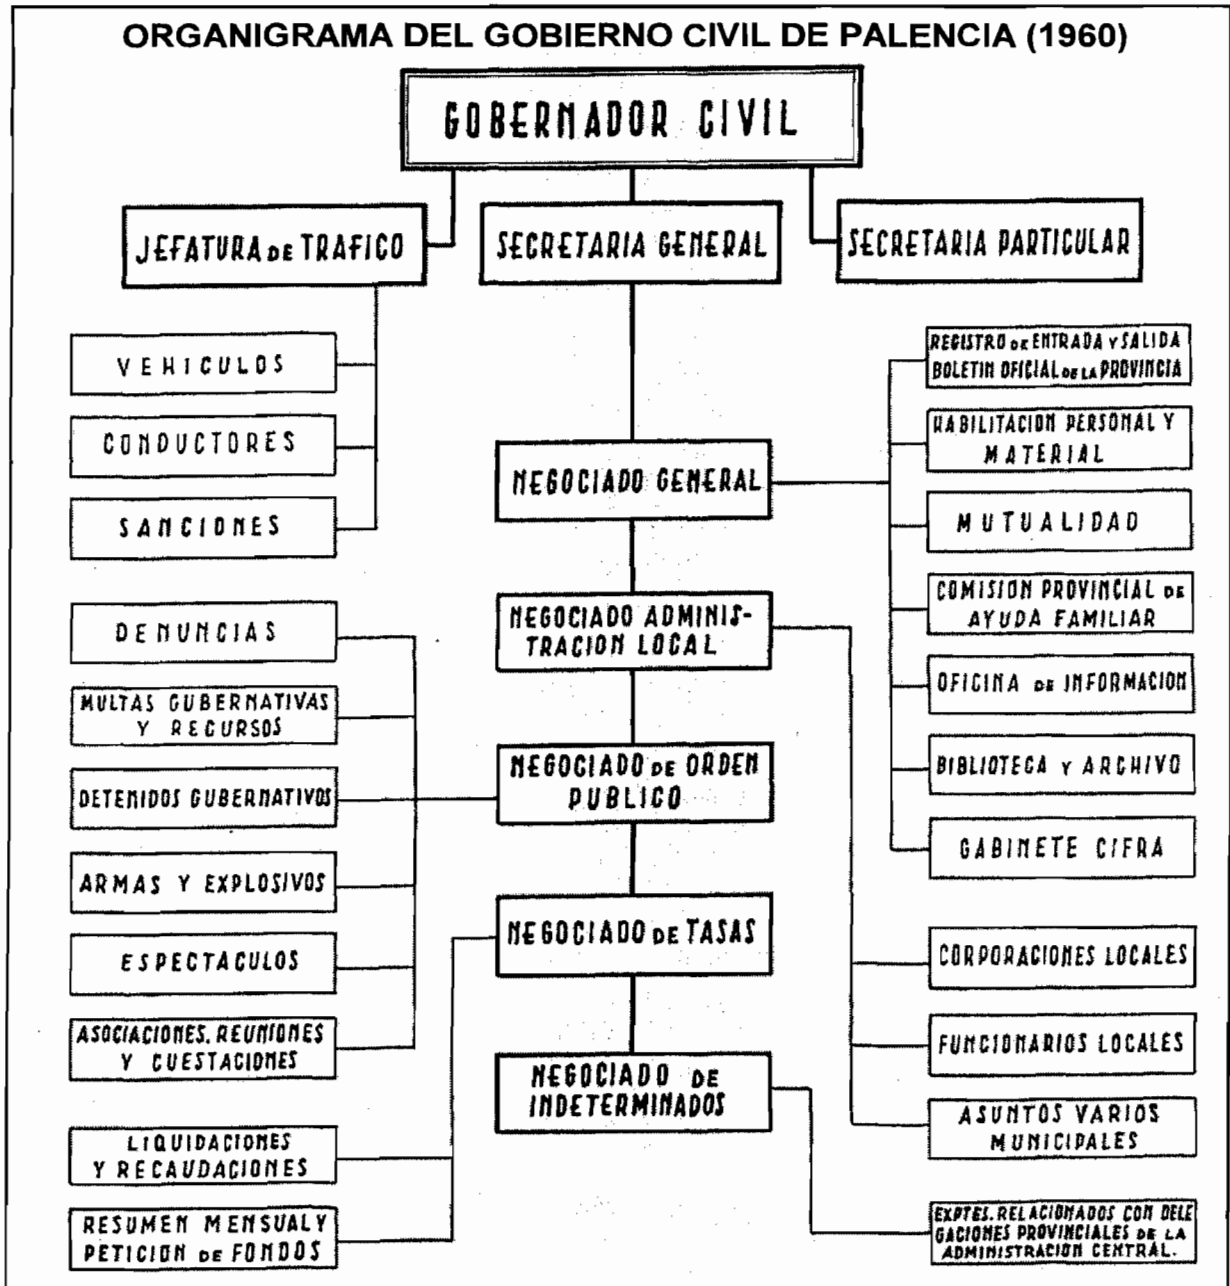 ORGANIGRAMA DEL GOBIERNO CIVIL DE PALENCIA (1960)
GOBERNADOR CIVIL
JEFATURA DE TRAFICO
SECRETARIA GENERAL
SECRETARIA PARTICULAR
VEHICULOS
CONDUCTORES
SANCIONES
DENUNCIAS
MULTAS GUBERNATIVAS
Y RECURSOS
DETENIDOS GUBERNATIVOS
ARMAS Y EXPLOSIVOS
ESPECTACULOS
ASOCIACIONES, REUNIONES
Y CUESTACIONES
LIQUIDACIONES
Y RECAUDACIONES
RESUMEN MENSUAL Y
PETICION DE FONDOS
NEGOCIADO GENERAL
NEGOCIADO ADMINIS-
TRACION LOCAL
NEGOCIADO DE ORDEN
PUBLICO
NEGOCIADO DE TASAS
NEGOCIADO DE
INDETERMINADOS
REGISTRO DE ENTRADA Y SALIDA
BOLETIN OFICIAL DE LA PROVINCIA
HABILITACION PERSONAL Y
MATERIAL
MUTUALIDAD
COMISION PROVINCIAL DE
AYUDA FAMILIAR
OFICINA DE INFORMACION
BIBLIOTECA Y ARCHIVO
GABINETE CIFRA
CORPORACIONES LOCALES
FUNCIONARIOS LOCALES
ASUNTOS VARIOS
MUNICIPALES
EXPTES. RELACIONADOS CON DELE
GACIONES PROVINCIALES DE LA
ADMINISTRACION CENTRAL.